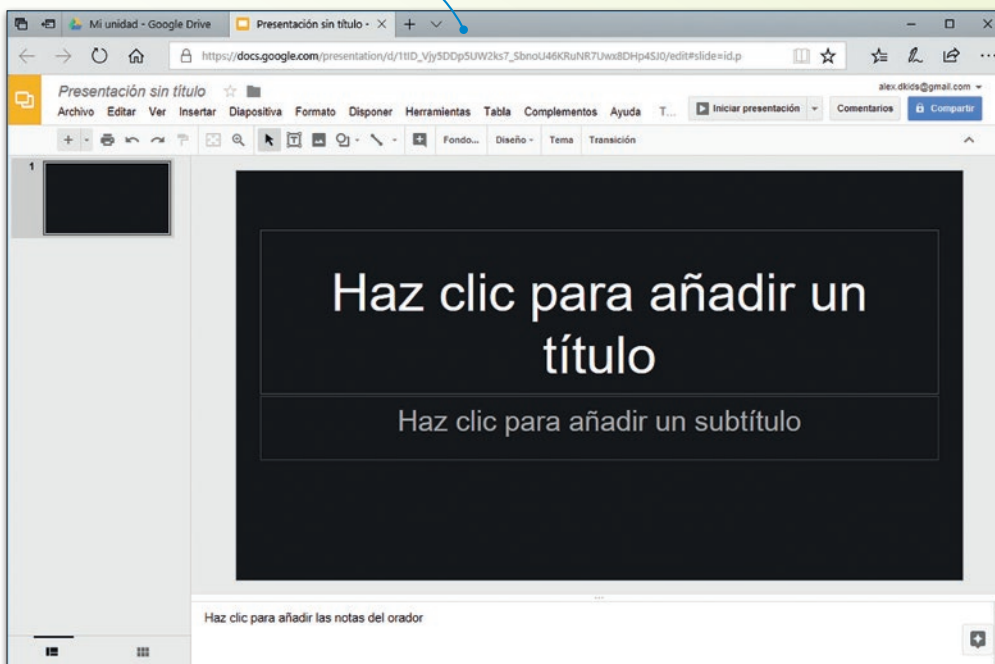 Mi unidad - Google Drive
Presentación sin título -
https://docs.google.com/presentation/d/1tID_Vjy5DDp5UW2ks7_SbnoU46KRuNR7Uwx8DHp4SJ0/edit#slide=id.p
Presentación sin título
alex.dkids@gmail.com
Archivo Editar Ver Insertar Diapositiva Formato Disponer Herramientas Tabla Complementos Ayuda T...
Iniciar presentación
Comentarios
Compartir
Fondo... Diseño Tema Transición
1
Haz clic para añadir un
título
Haz clic para añadir un subtítulo
Haz clic para añadir las notas del orador